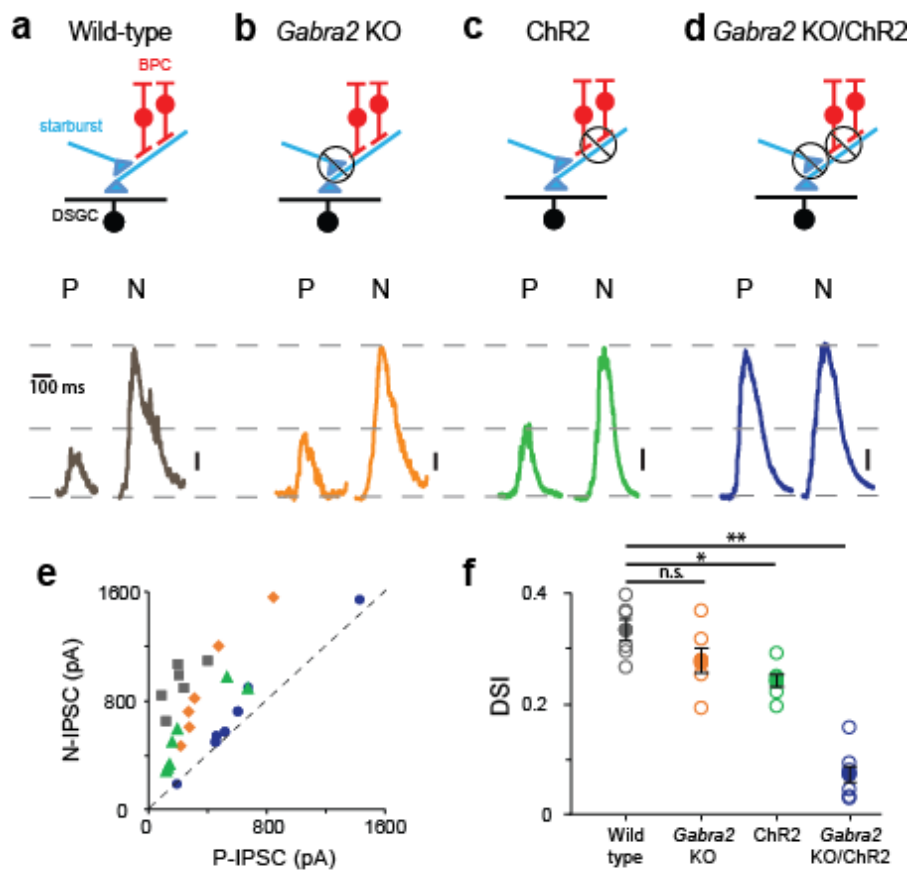 a Wild-type b Gabra2 KO c ChR2 d Gabra2 KO/ChR2
BPC
starburst
DSGC
P N P N P N P N
100 ms
e
1600
800
0
N-IPSC (pA)
0 800 1600
P-IPSC (pA)
f
**
*
n.s.
0.4
0.2
0
DSI
Wild Gabra2 ChR2 Gabra2
type KO KO/ChR2